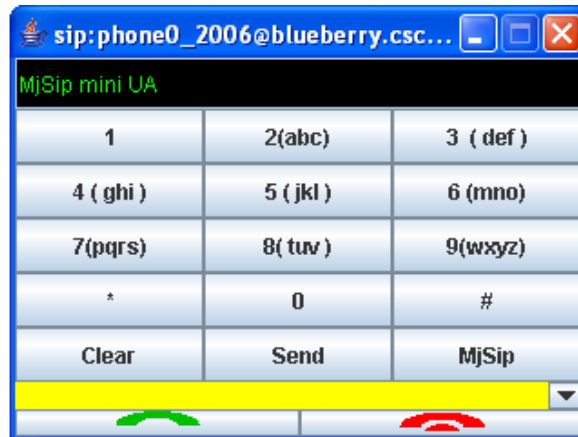 sip:phone0_2006@blueberry.csc...
MjSip mini UA
1 2(abc) 3 ( def )
4 ( ghi ) 5 ( jkl ) 6 (mno)
7(pqrs) 8( tuv ) 9(wxyz)
* 0 #
Clear Send MjSip